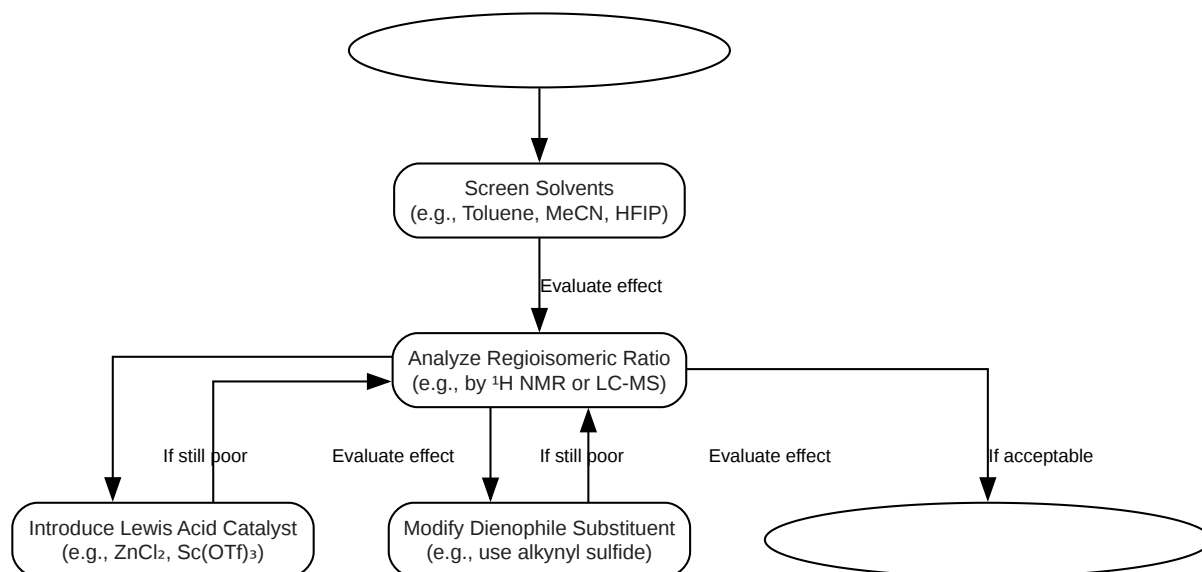 Screen Solvents
(e.g., Toluene, MeCN, HFIP)
Evaluate effect
Analyze Regioisomeric Ratio
(e.g., by ¹H NMR or LC-MS)
If still poor
Evaluate effect
If still poor
Evaluate effect
If acceptable
Introduce Lewis Acid Catalyst
(e.g., ZnCl₂, Sc(OTf)₃)
Modify Dienophile Substituent
(e.g., use alkynyl sulfide)